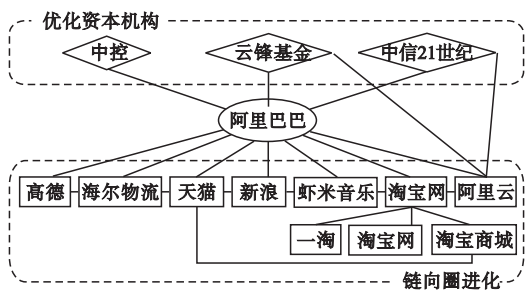 优化资本机构
中控 云锋基金 中信21世纪
阿里巴巴
高德 海尔物流 天猫 新浪 虾米音乐 淘宝网 阿里云
一淘 淘宝网 淘宝商城
链向圈进化